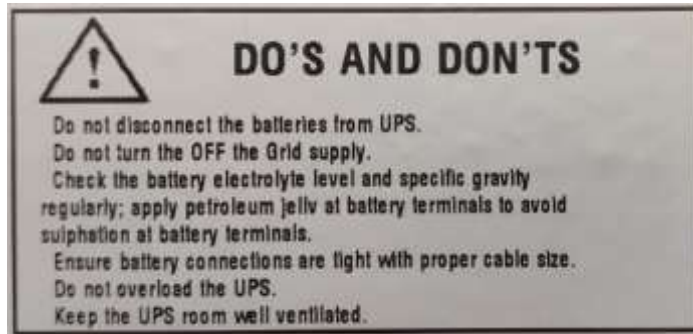 DO'S AND DON'TS
Do not disconnect the batteries from UPS.
Do not turn the OFF the Grid supply.
Check the battery electrolyte level and specific gravity
regularly; apply petroleum jelly at battery terminals to avoid
sulphation at battery terminals.
Ensure battery connections are tight with proper cable size.
Do not overload the UPS.
Keep the UPS room well ventilated.